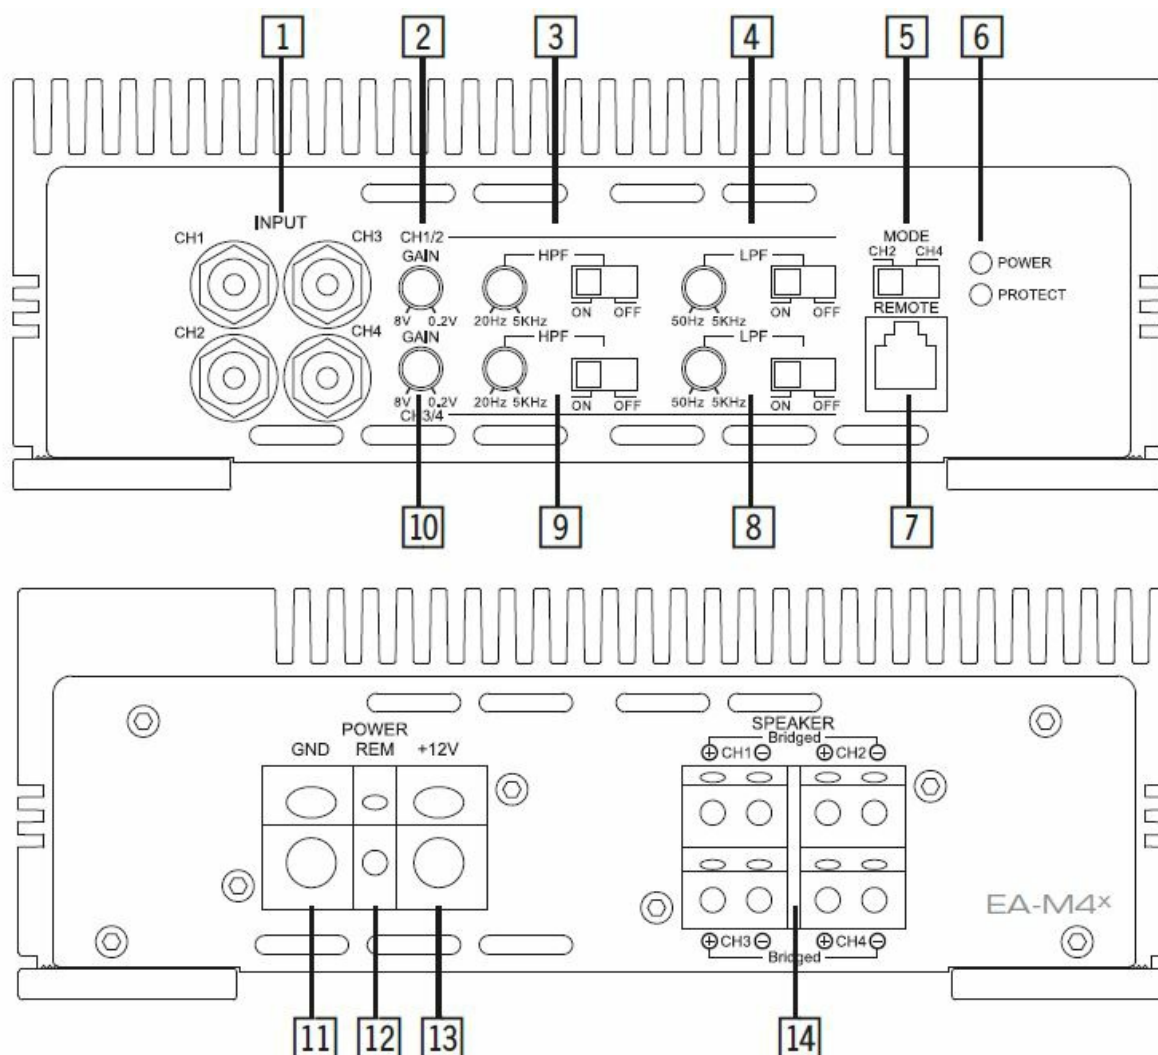 1 2 3 4 5 6
INPUT
CH1 CH3 CH1/2
GAIN HPF LPF
MODE
CH2 CH4
POWER
8V 0.2V 20Hz 5KHz ON OFF 50Hz 5KHz ON OFF
PROTECT
REMOTE
CH2 CH4
GAIN HPF LPF
8V 0.2V 20Hz 5KHz ON OFF 50Hz 5KHz ON OFF
CH3/4
10 9 8 7
POWER
GND REM +12V
SPEAKER
Bridged
⊕ CH1 ⊖ ⊕ CH2 ⊖
EA-M4x
⊕ CH3 ⊖ ⊕ CH4 ⊖
Bridged
11 12 13 14